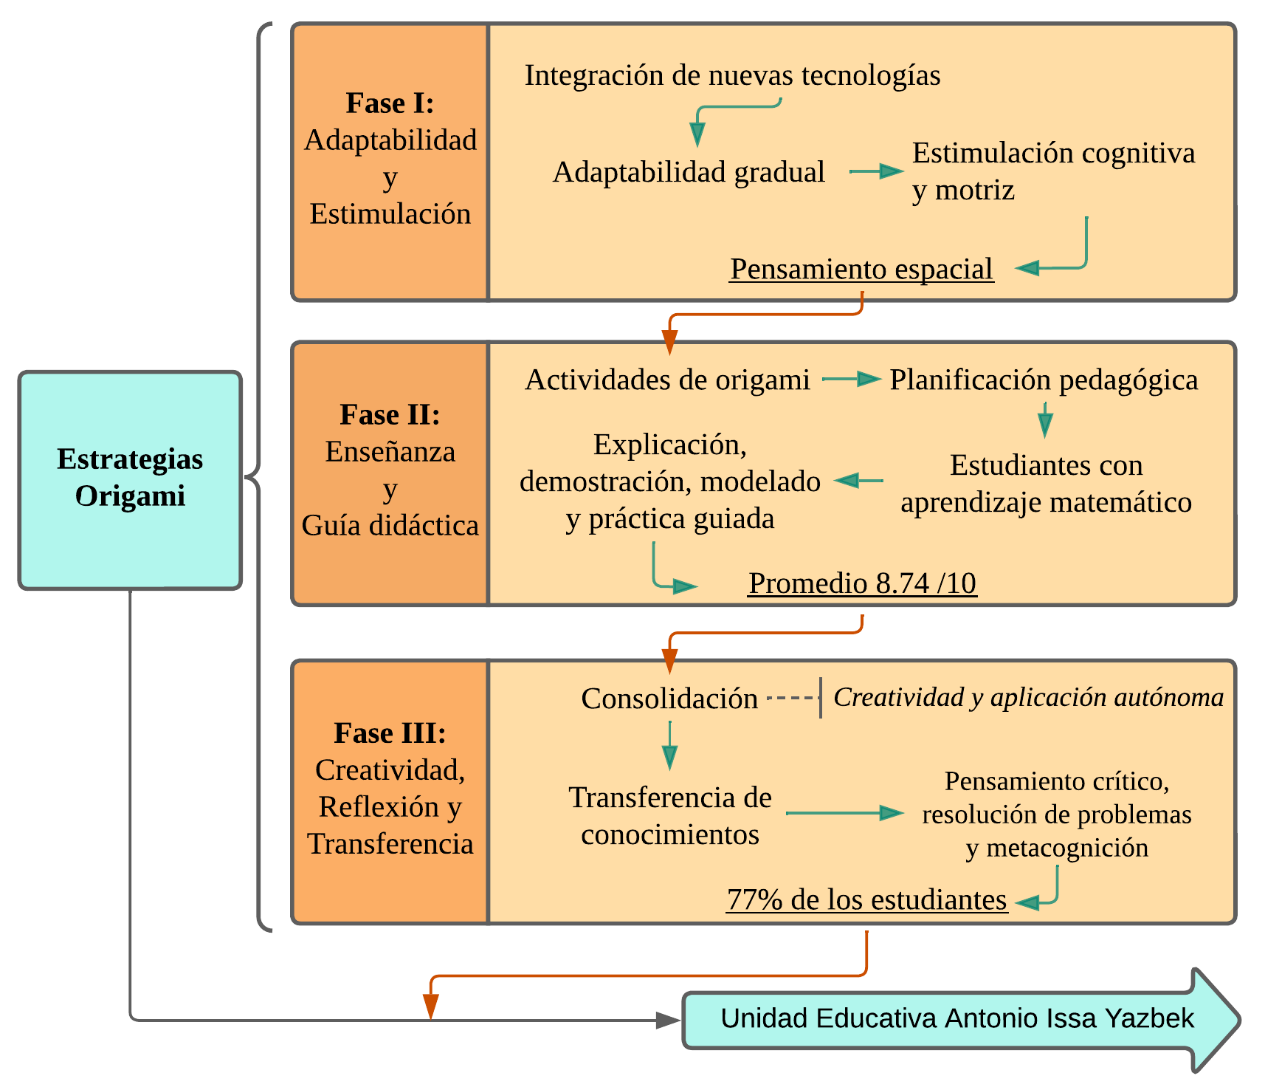 Estrategias
Origami
Fase I:
Adaptabilidad
y
Estimulación
Integración de nuevas tecnologías
Adaptabilidad gradual
Estimulación cognitiva
y motriz
Pensamiento espacial
Fase II:
Enseñanza
y
Guía didáctica
Actividades de origami
Planificación pedagógica
Estudiantes con
aprendizaje matemático
Explicación,
demostración, modelado
y práctica guiada
Promedio 8.74 /10
Fase III:
Creatividad,
Reflexión y
Transferencia
Consolidación
Creatividad y aplicación autónoma
Transferencia de
conocimientos
Pensamiento crítico,
resolución de problemas
y metacognición
77% de los estudiantes
Unidad Educativa Antonio Issa Yazbek